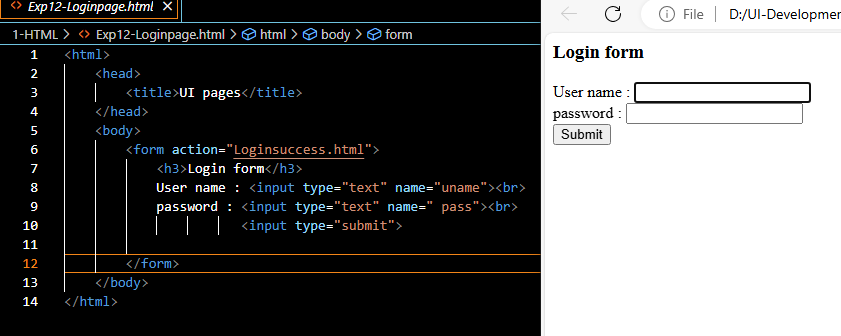 Exp12-Loginpage.html
1-HTML > Exp12-Loginpage.html > html > body > form
1 <html>
2 <head>
3 <title>UI pages</title>
4 </head>
5 <body>
6 <form action="Loginsuccess.html">
7 <h3>Login form</h3>
8 User name : <input type="text" name="uname"><br>
9 password : <input type="text" name=" pass"><br>
10 <input type="submit">
11
12 </form>
13 </body>
14 </html>
File D:/UI-Developmen
Login form
User name :
password :
Submit